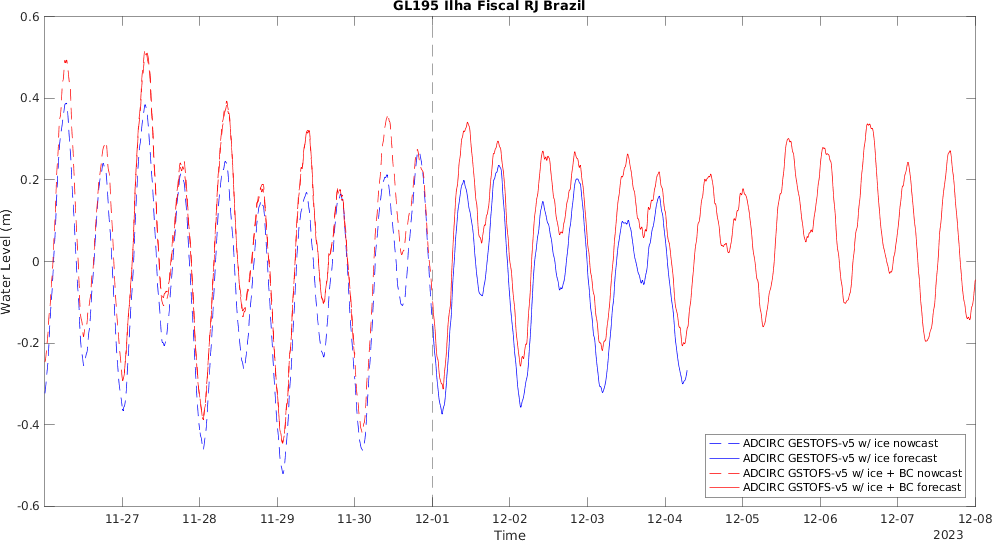 GL195 Ilha Fiscal RJ Brazil
0.6
0.4
0.2
0
-0.2
-0.4
-0.6
Water Level (m)
ADCIRC GESTOFS-v5 w/ ice nowcast
ADCIRC GESTOFS-v5 w/ ice forecast
ADCIRC GSTOFS-v5 w/ ice + BC nowcast
ADCIRC GSTOFS-v5 w/ ice + BC forecast
11-27 11-28 11-29 11-30 12-01 12-02 12-03 12-04 12-05 12-06 12-07 12-08
Time
2023